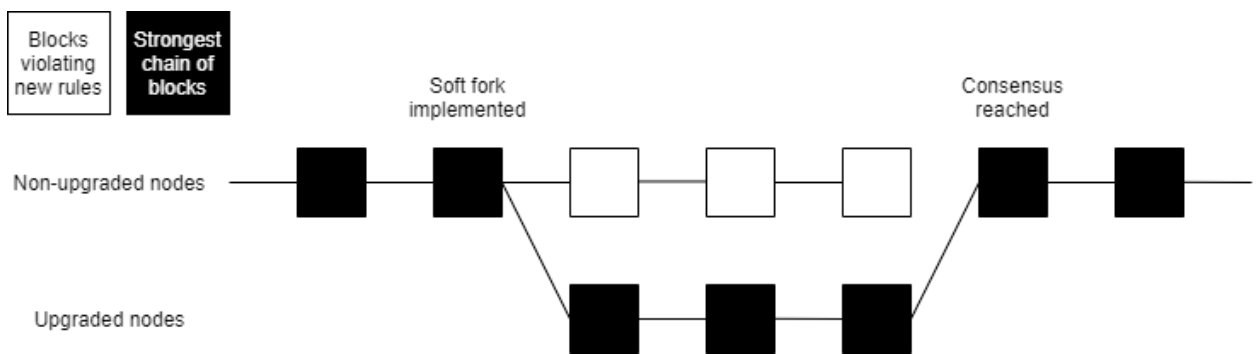 Blocks
violating
new rules
Strongest
chain of
blocks
Soft fork
implemented
Consensus
reached
Non-upgraded nodes
Upgraded nodes